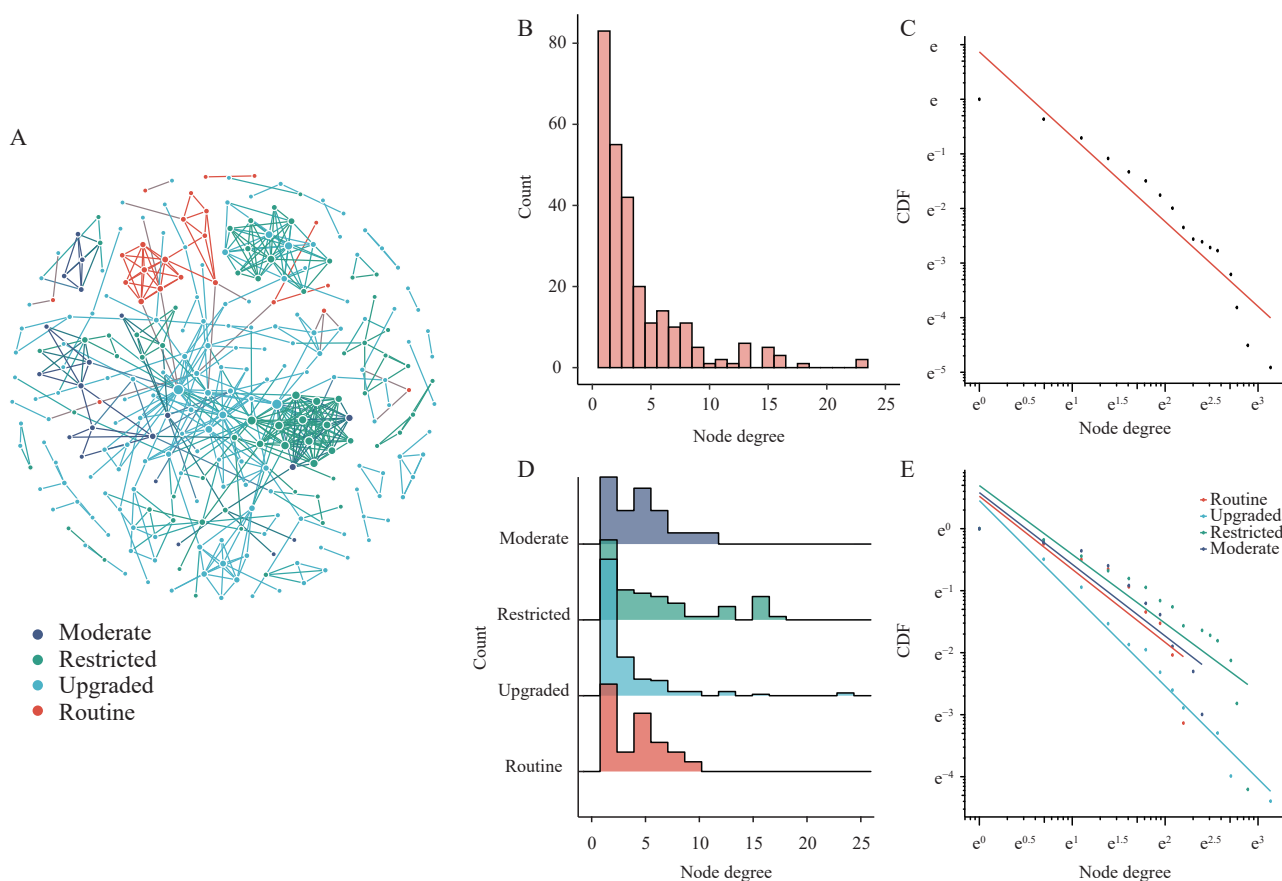 A
Moderate
Restricted
Upgraded
Routine
B
Count
80
60
40
20
0
0 5 10 15 20 25
Node degree
C
CDF
e
e
e⁻¹
e⁻²
e⁻³
e⁻⁴
e⁻⁵
e⁰ e⁰·⁵ e¹ e¹·⁵ e² e²·⁵ e³
Node degree
D
Count
Moderate
Restricted
Upgraded
Routine
0 5 10 15 20 25
Node degree
E
CDF
e⁰
e⁻¹
e⁻²
e⁻³
e⁻⁴
Routine
Upgraded
Restricted
Moderate
e⁰ e⁰·⁵ e¹ e¹·⁵ e² e²·⁵ e³
Node degree